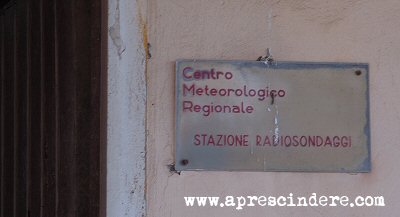 Centro
Meteorologico
Regionale
STAZIONE RADIOSONDAGGI
www.aprescindere.com